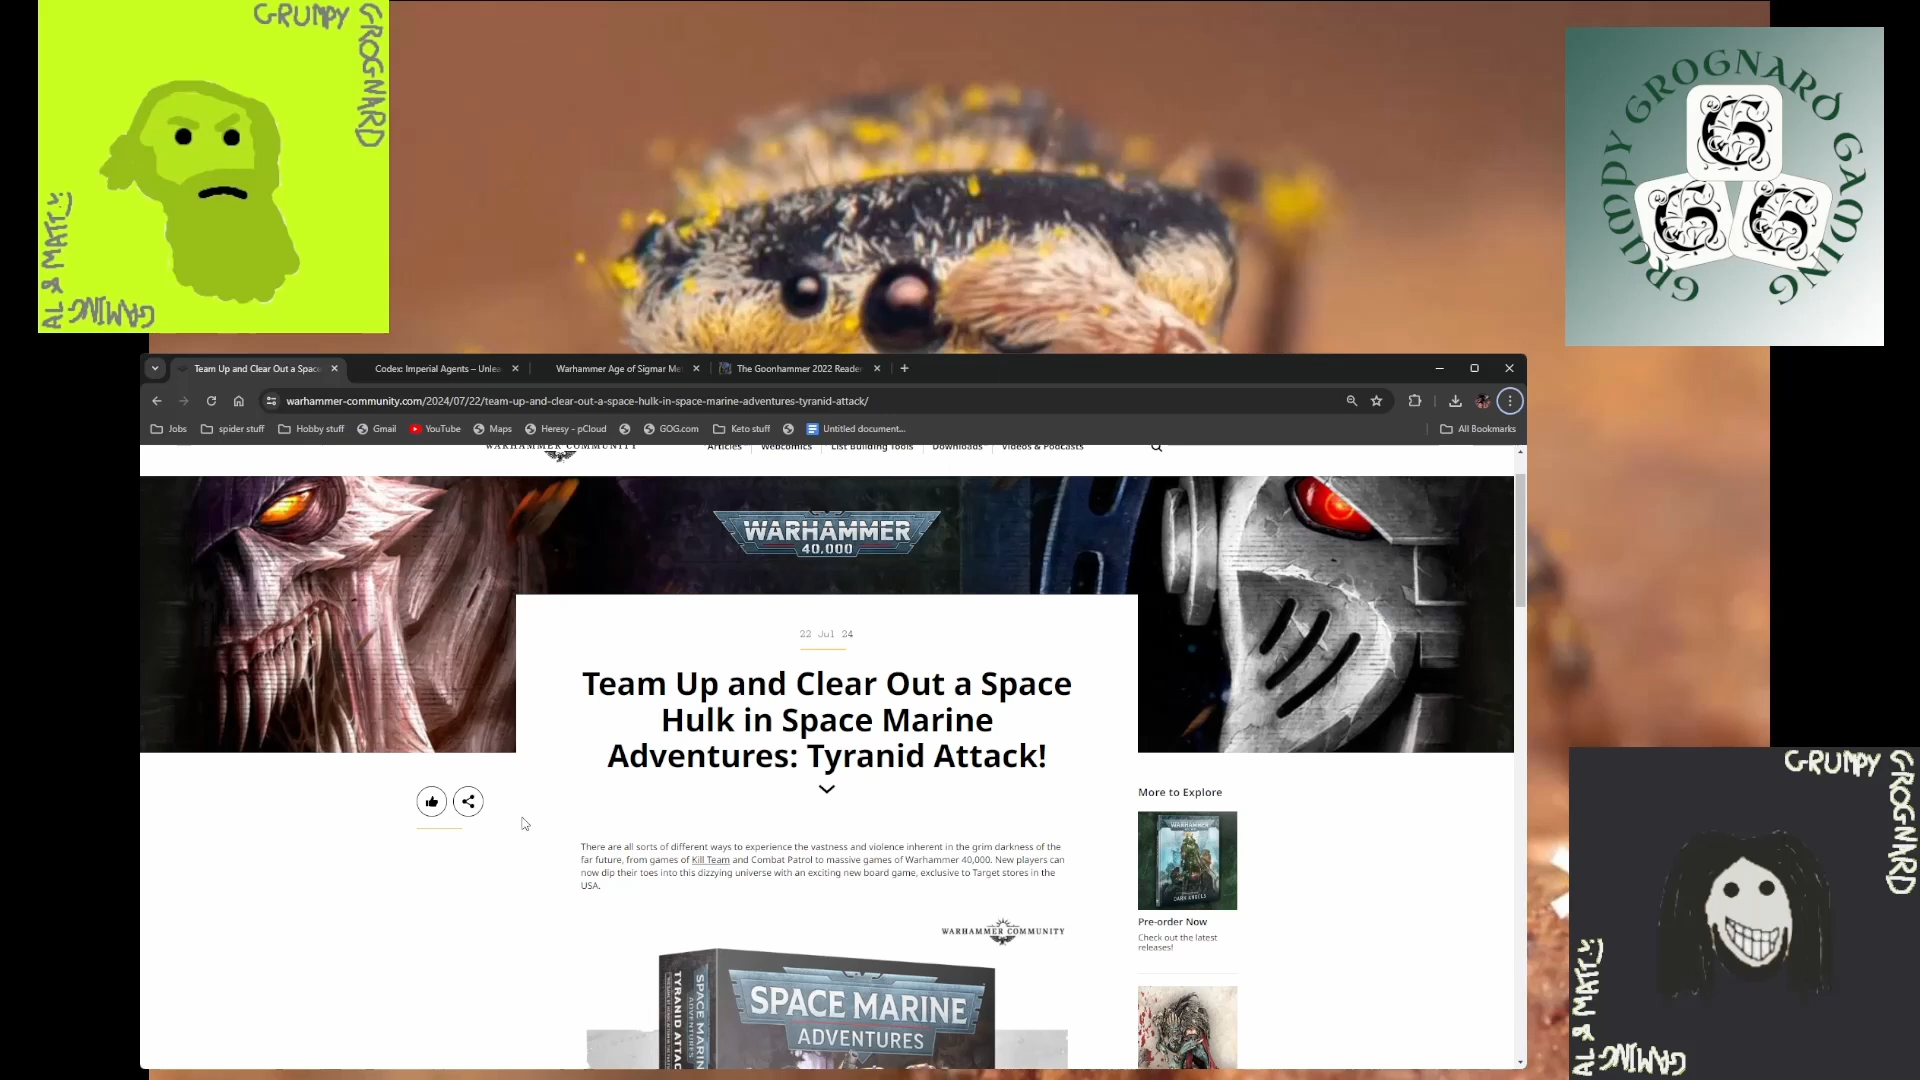 GRUMPY
GROGNARD
AL & MATT
GAMING
GRUMPY GROGNARD GAMING
G
G G
Team Up and Clear Out a Space
Codex: Imperial Agents – Unlea
Warhammer Age of Sigmar Met
The Goonhammer 2022 Reader
warhammer-community.com/2024/07/22/team-up-and-clear-out-a-space-hulk-in-space-marine-adventures-tyranid-attack/
Jobs
spider stuff
Hobby stuff
Gmail
YouTube
Maps
Heresy - pCloud
GOG.com
Keto stuff
Untitled document...
All Bookmarks
WARHAMMER COMMUNITY
Articles
Webcomics
List Building Tools
Downloads
Videos & Podcasts
WARHAMMER
40,000
22 Jul 24
Team Up and Clear Out a Space
Hulk in Space Marine
Adventures: Tyranid Attack!
There are all sorts of different ways to experience the vastness and violence inherent in the grim darkness of the
far future, from games of Kill Team and Combat Patrol to massive games of Warhammer 40,000. New players can
now dip their toes into this dizzying universe with an exciting new board game, exclusive to Target stores in the
USA.
WARHAMMER COMMUNITY
SPACE MARINE
ADVENTURES
TYRANID ATTAC
SPACE MARIN
ADVENTURES
More to Explore
WARHAMMER
DARK ANGELS
Pre-order Now
Check out the latest
releases!
GRUMPY
GROGNARD
AL & MATT
GAMING